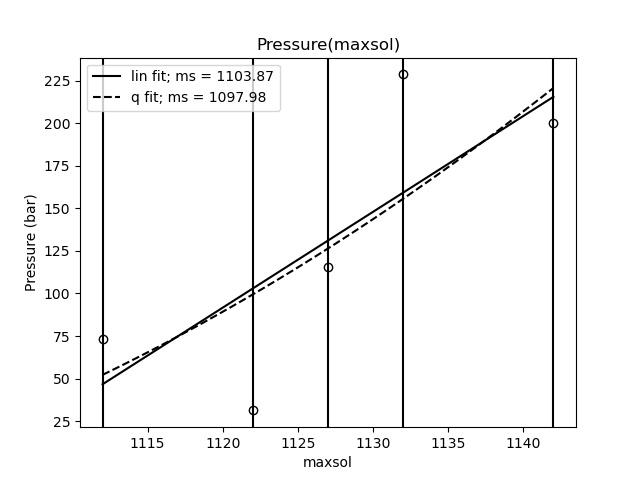 Pressure(maxsol)
lin fit; ms = 1103.87
q fit; ms = 1097.98
Pressure (bar)
225
200
175
150
125
100
75
50
25
1115 1120 1125 1130 1135 1140
maxsol